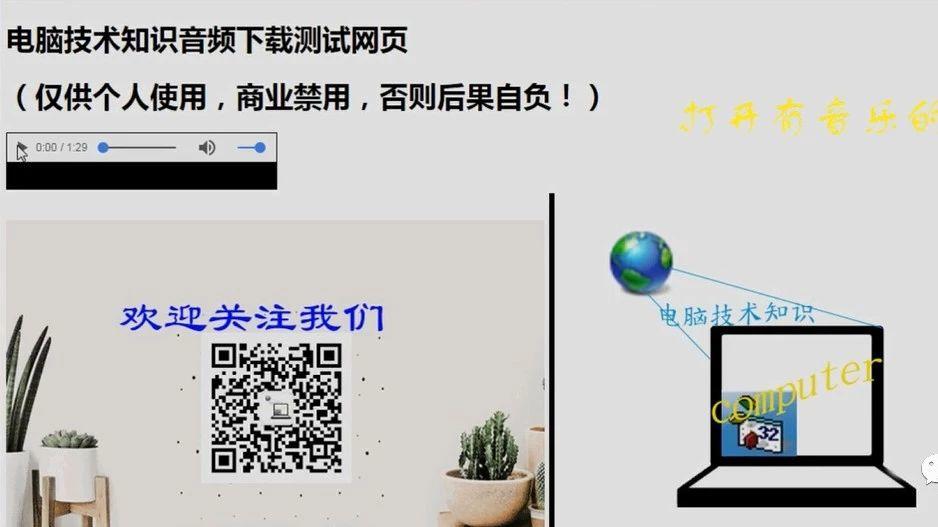 电脑技术知识音频下载测试网页
（仅供个人使用，商业禁用，否则后果自负！）
打开有音乐的
0:00 / 1:29
欢迎关注我们
电脑技术知识
computer
32